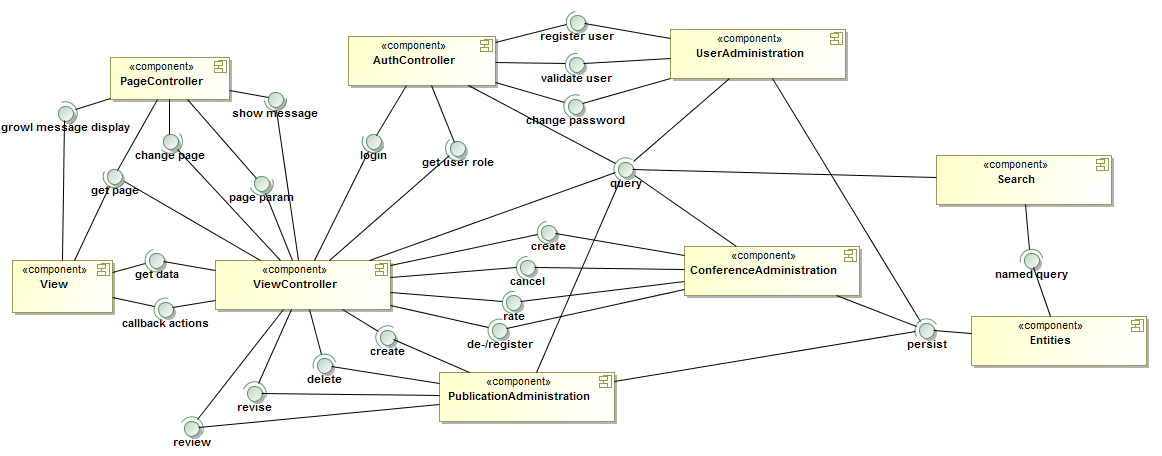 register user
«component»
UserAdministration
«component»
AuthController
«component»
PageController
validate user
change password
show message
growl message display
change page
login
get user role
get page
page param
query
«component»
Search
create
cancel
rate
de-/register
«component»
ConferenceAdministration
named query
«component»
View
get data
callback actions
«component»
ViewController
«component»
Entities
persist
create
delete
revise
review
«component»
PublicationAdministration